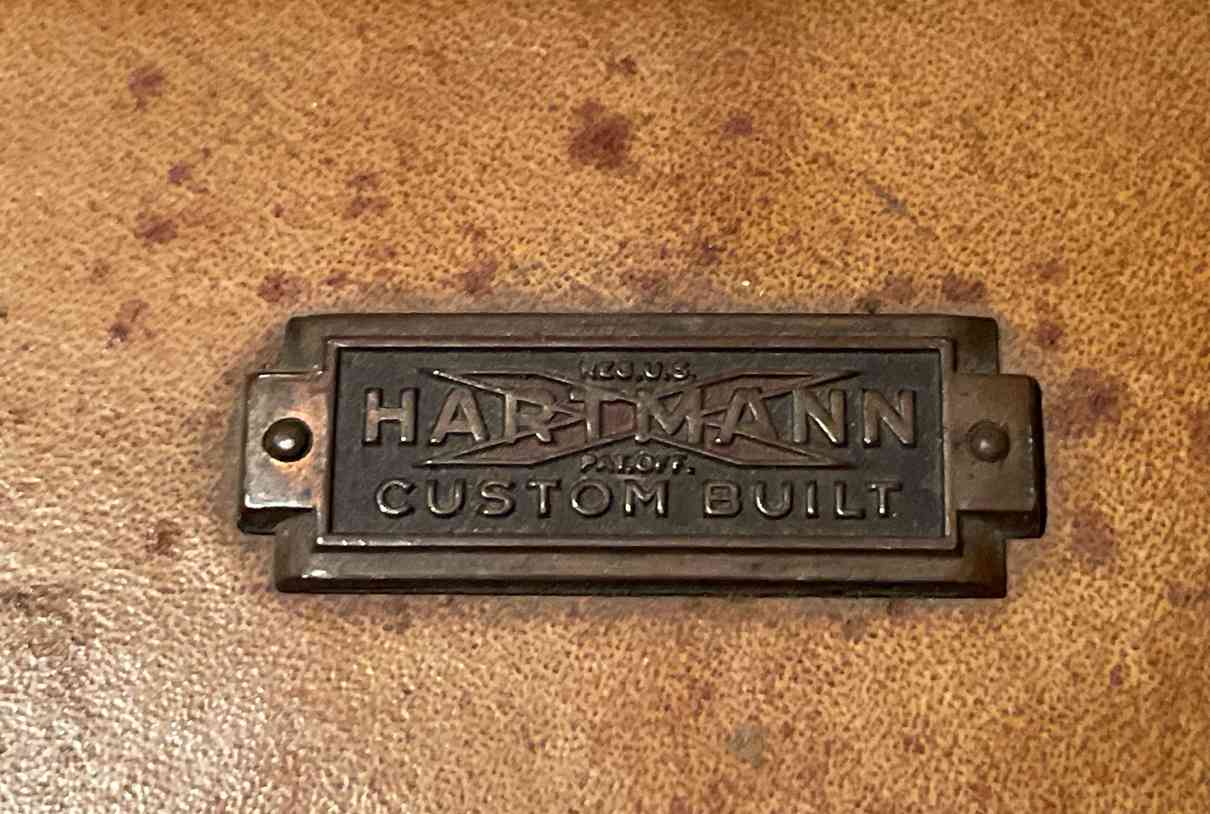 REG. U.S.
HARTMANN
PAT. OFF.
CUSTOM BUILT